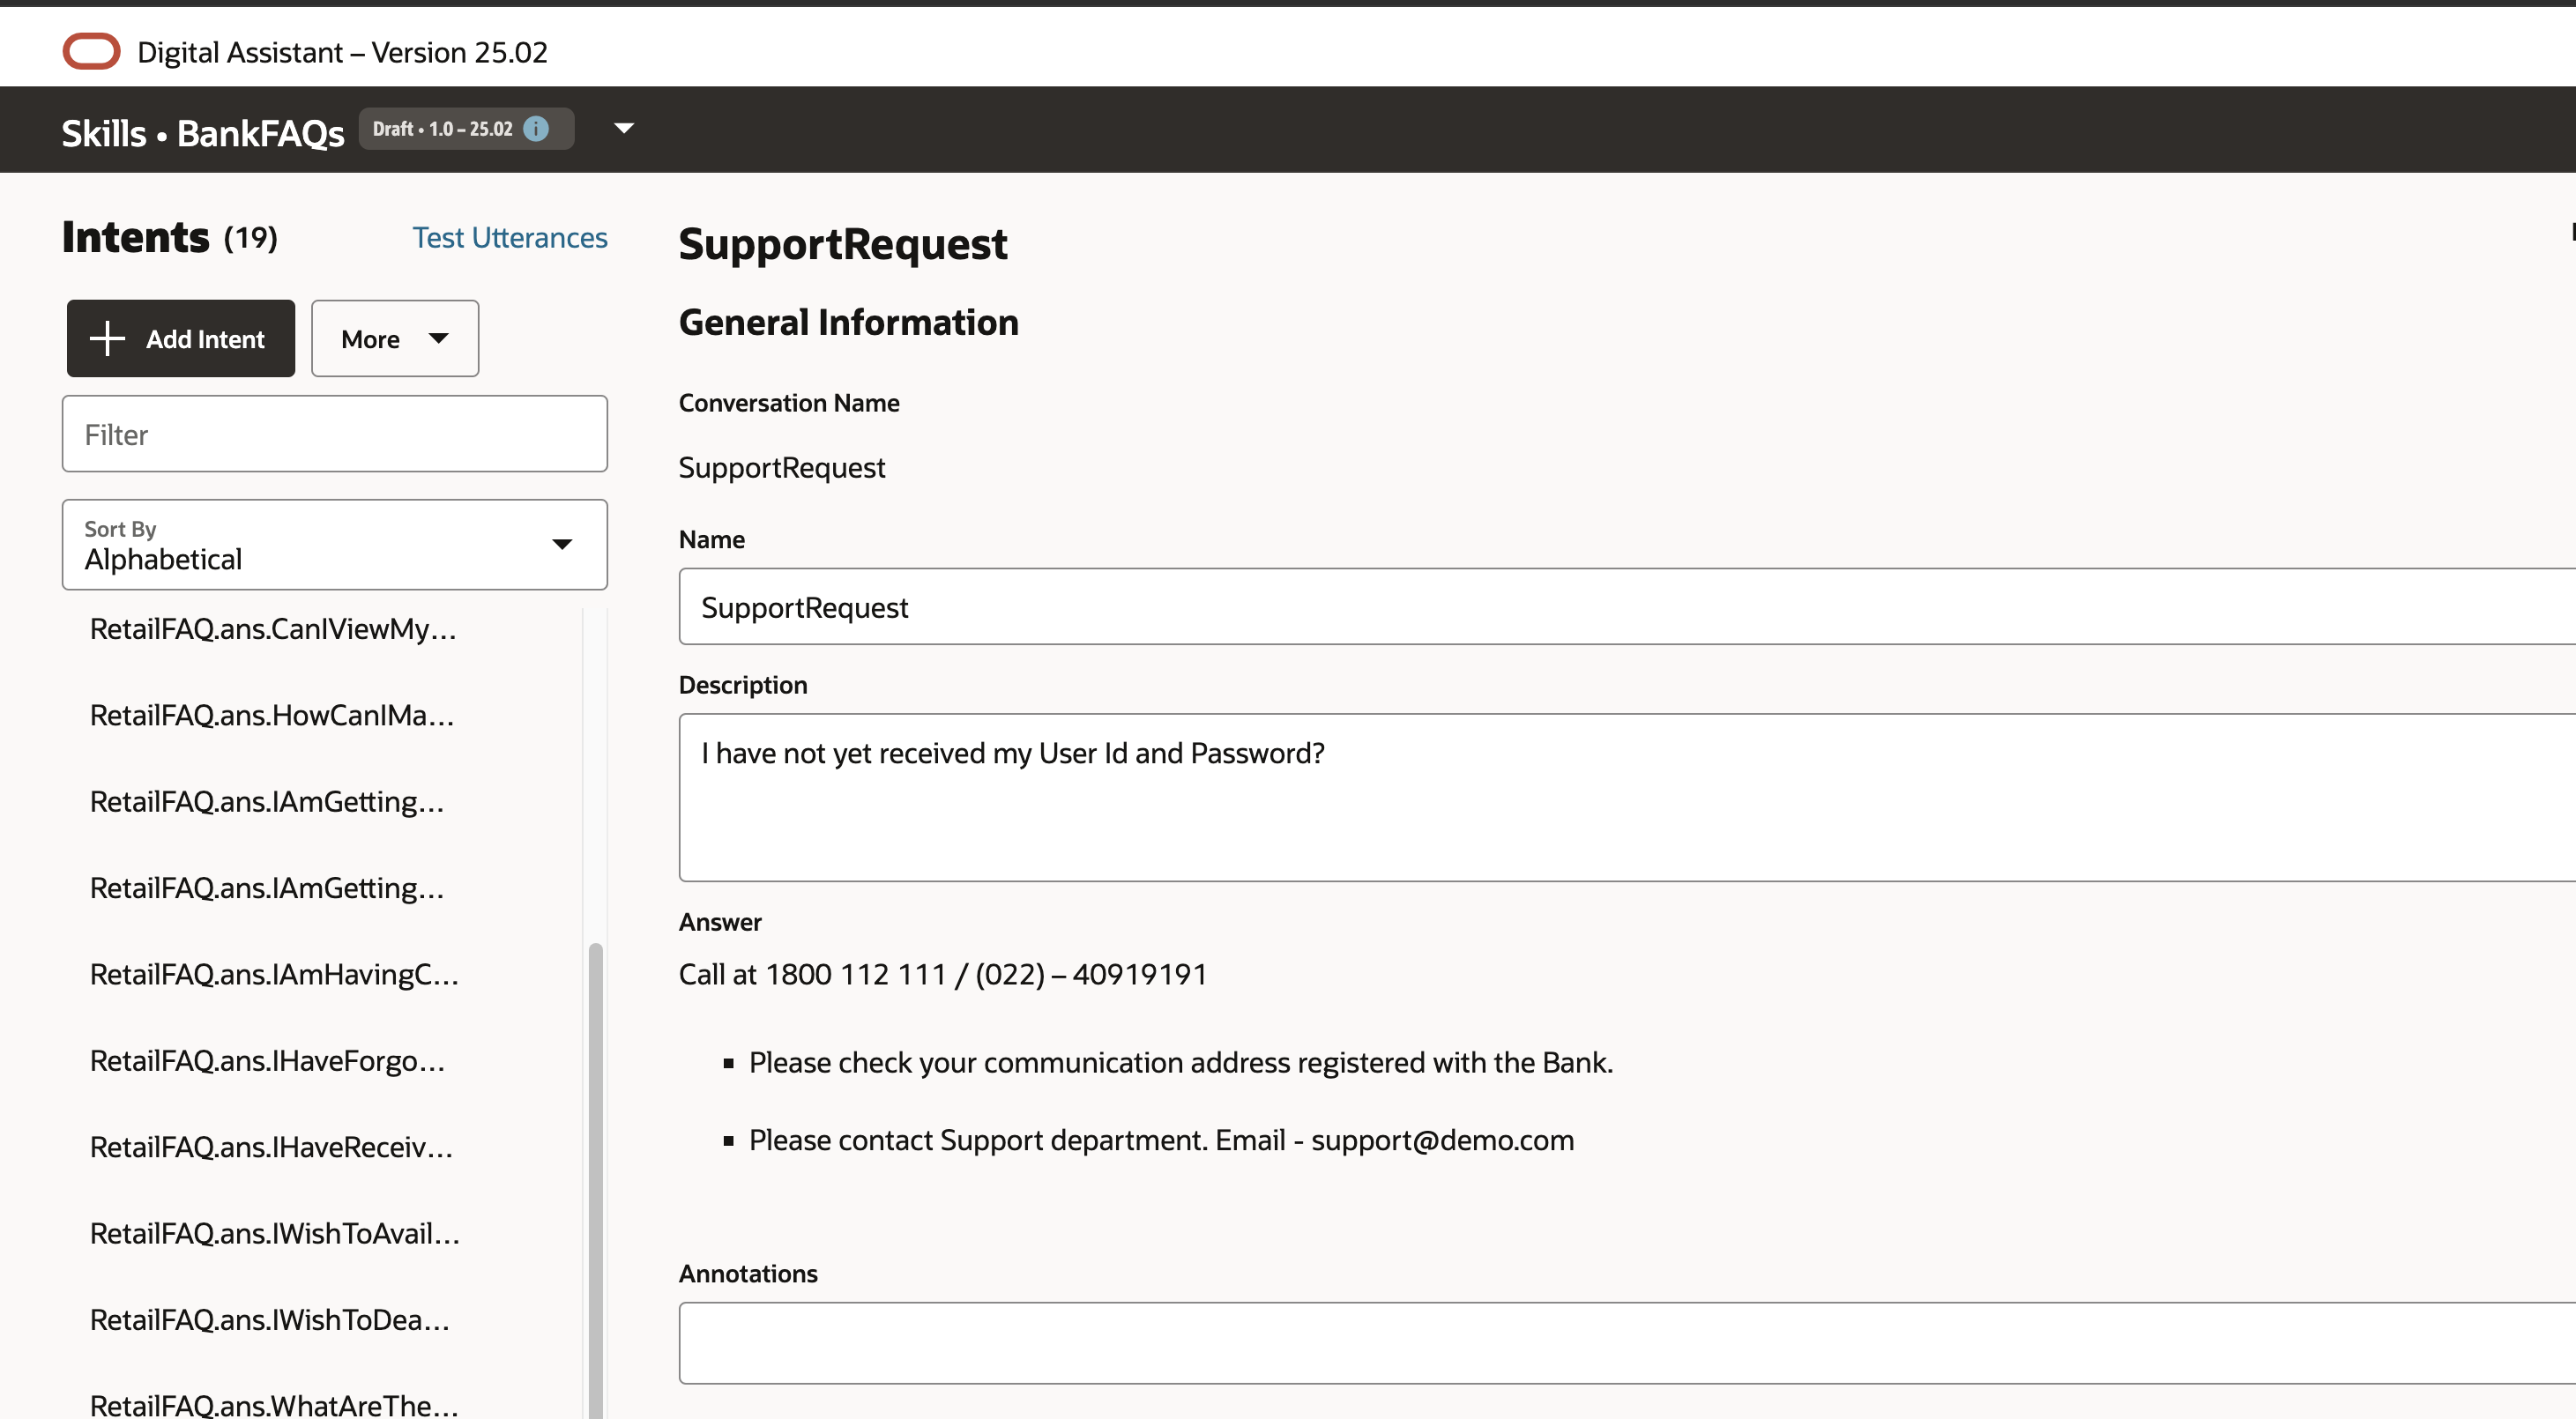 Digital Assistant – Version 25.02
Skills • BankFAQs Draft • 1.0 – 25.02 i
Intents (19) Test Utterances
Add Intent More
Filter
Sort By
Alphabetical
RetailFAQ.ans.CanIViewMy...
RetailFAQ.ans.HowCanIMa...
RetailFAQ.ans.IAmGetting...
RetailFAQ.ans.IAmGetting...
RetailFAQ.ans.IAmHavingC...
RetailFAQ.ans.IHaveForgo...
RetailFAQ.ans.IHaveReceiv...
RetailFAQ.ans.IWishToAvail...
RetailFAQ.ans.IWishToDea...
RetailFAQ.ans.WhatAreThe...
SupportRequest
General Information
Conversation Name
SupportRequest
Name
SupportRequest
Description
I have not yet received my User Id and Password?
Answer
Call at 1800 112 111 / (022) – 40919191
▪ Please check your communication address registered with the Bank.
▪ Please contact Support department. Email - support@demo.com
Annotations